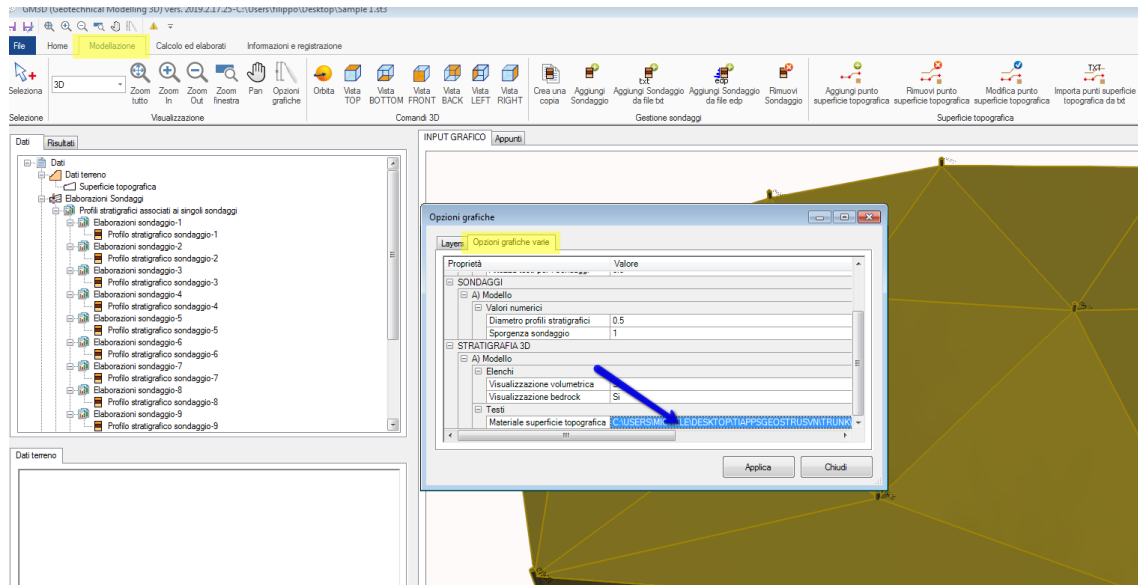 GM3D (Geotechnical Modelling 3D) vers. 2019.2.17.25-C:\Users\filippo\Desktop\Sample 1.st3
File Home Modellazione Calcolo ed elaborati Informazioni e registrazione
Seleziona
3D
Zoom tutto
Zoom In
Zoom Out
Zoom finestra
Pan
Opzioni grafiche
Orbita
Vista TOP
Vista BOTTOM
Vista FRONT
Vista BACK
Vista LEFT
Vista RIGHT
Crea una copia
Aggiungi Sondaggio
txt
Aggiungi Sondaggio da file txt
edp
Aggiungi Sondaggio da file edp
Rimuovi Sondaggio
Aggiungi punto superficie topografica
Rimuovi punto superficie topografica
Modifica punto superficie topografica
TXT
Importa punti superficie topografica da txt
Selezione Visualizzazione Comandi 3D Gestione sondaggi Superficie topografica
Dati Risultati
Dati
Dati terreno
Superficie topografica
Elaborazioni Sondaggi
Profili stratigrafici associati ai singoli sondaggi
Elaborazioni sondaggio-1
Profilo stratigrafico sondaggio-1
Elaborazioni sondaggio-2
Profilo stratigrafico sondaggio-2
Elaborazioni sondaggio-3
Profilo stratigrafico sondaggio-3
Elaborazioni sondaggio-4
Profilo stratigrafico sondaggio-4
Elaborazioni sondaggio-5
Profilo stratigrafico sondaggio-5
Elaborazioni sondaggio-6
Profilo stratigrafico sondaggio-6
Elaborazioni sondaggio-7
Profilo stratigrafico sondaggio-7
Elaborazioni sondaggio-8
Profilo stratigrafico sondaggio-8
Elaborazioni sondaggio-9
Profilo stratigrafico sondaggio-9
Dati terreno
INPUT GRAFICO Appunti
Opzioni grafiche
Layers Opzioni grafiche varie
Proprietà Valore
SONDAGGI
A) Modello
Valori numerici
Diametro profili stratigrafici 0.5
Sporgenza sondaggio 1
STRATIGRAFIA 3D
A) Modello
Elenchi
Visualizzazione volumetrica
Visualizzazione bedrock Si
Testi
Materiale superficie topografica
Applica Chiudi